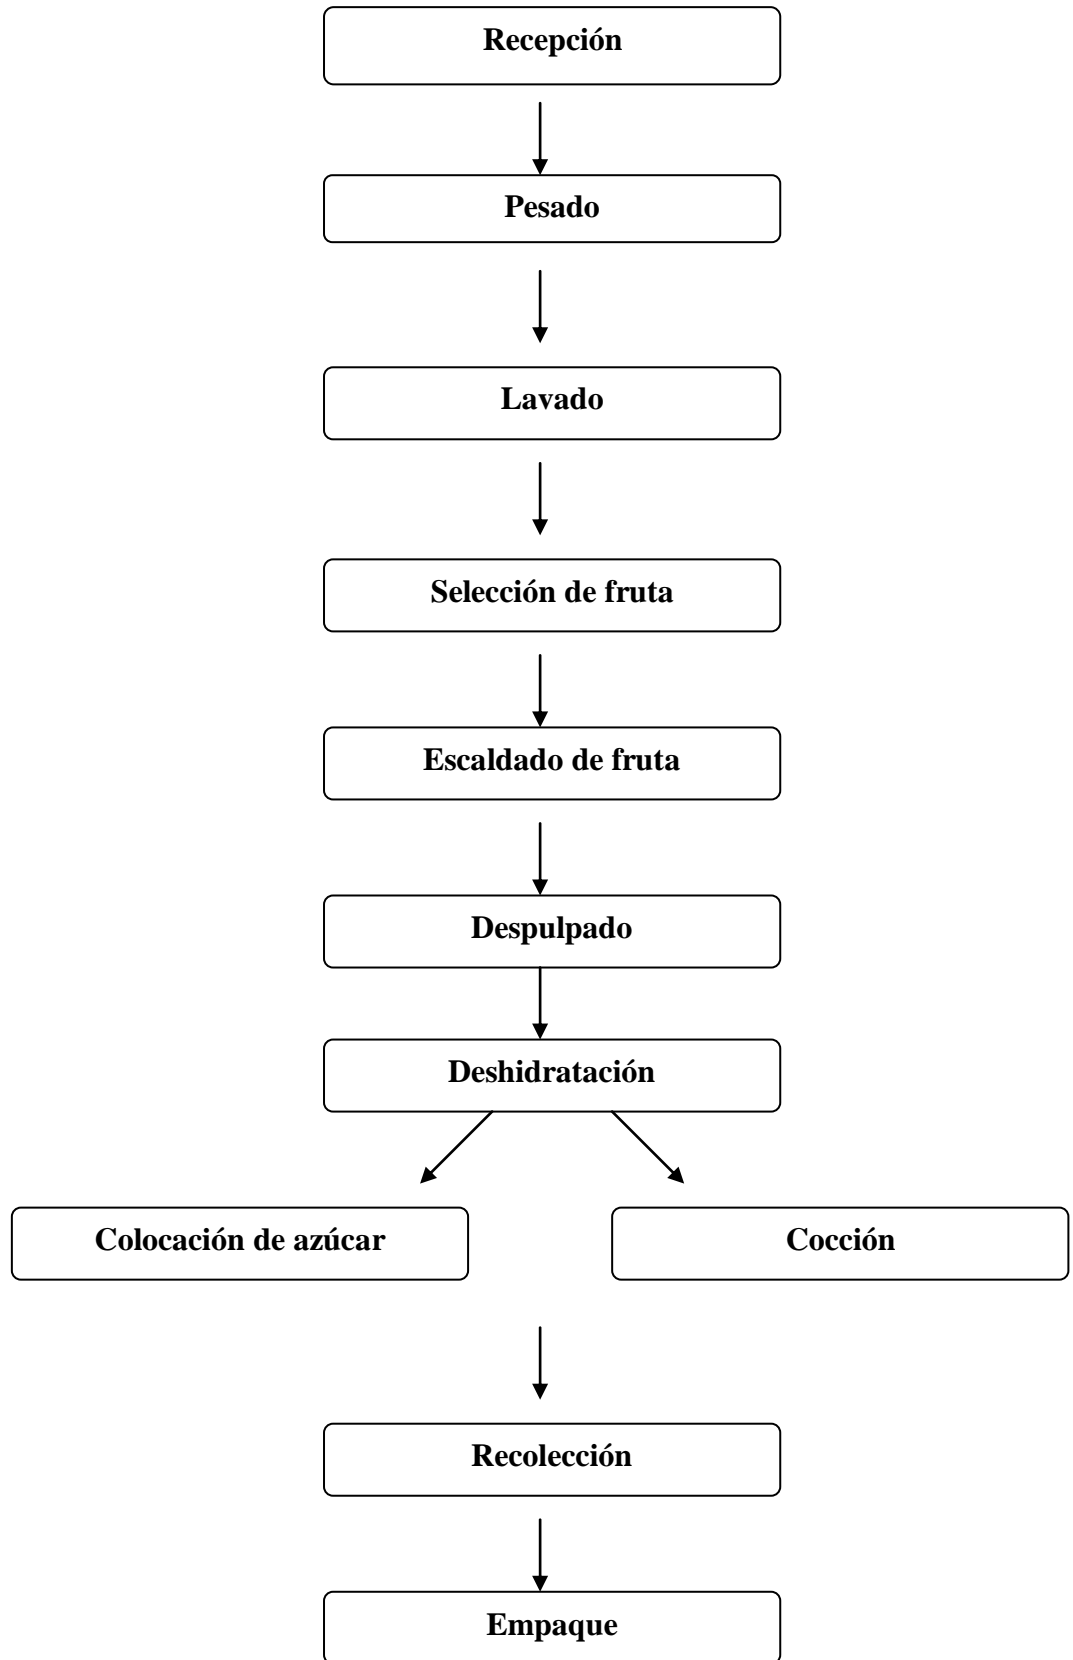 Recepción
Pesado
Lavado
Selección de fruta
Escaldado de fruta
Despulpado
Deshidratación
Colocación de azúcar
Cocción
Recolección
Empaque